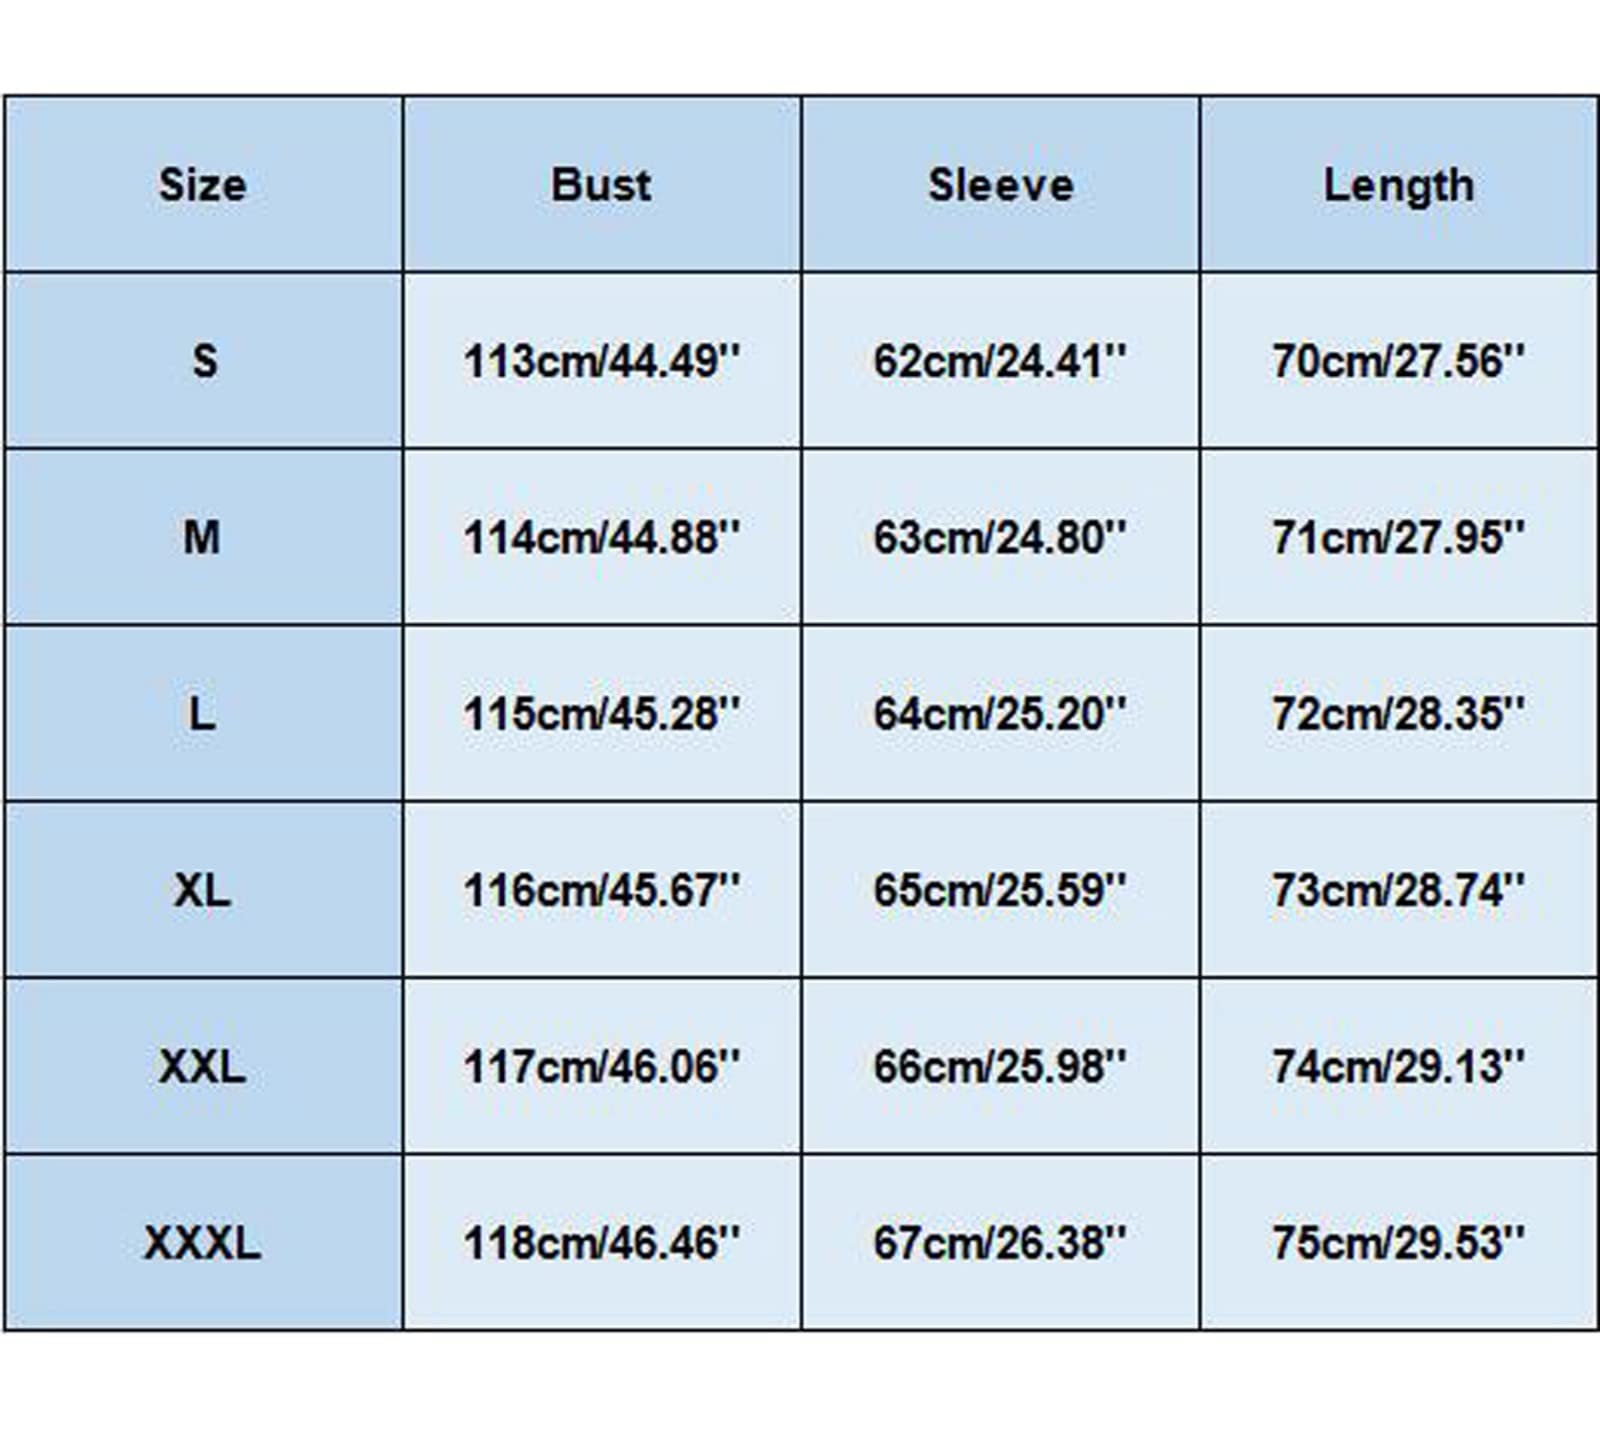 Size Bust Sleeve Length
S 113cm/44.49" 62cm/24.41" 70cm/27.56"
M 114cm/44.88" 63cm/24.80" 71cm/27.95"
L 115cm/45.28" 64cm/25.20" 72cm/28.35"
XL 116cm/45.67" 65cm/25.59" 73cm/28.74"
XXL 117cm/46.06" 66cm/25.98" 74cm/29.13"
XXXL 118cm/46.46" 67cm/26.38" 75cm/29.53"